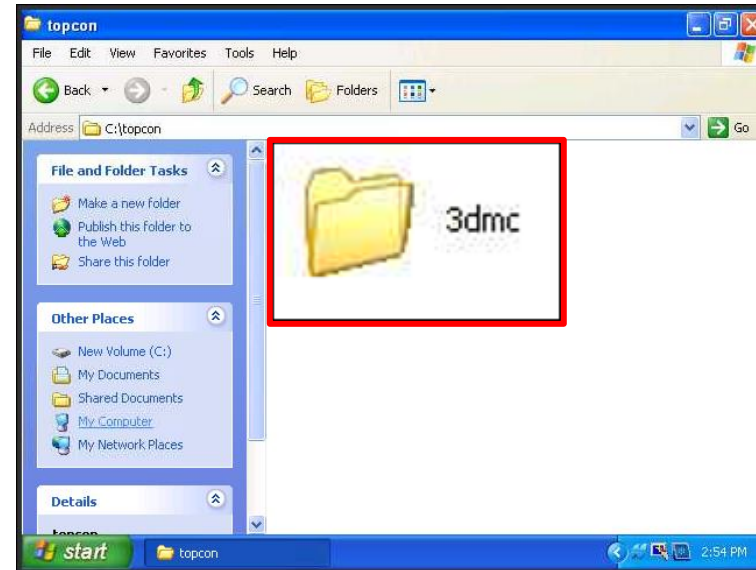 topcon
File Edit View Favorites Tools Help
Back Search Folders
Address C:\topcon Go
File and Folder Tasks
Make a new folder
Publish this folder to
the Web
Share this folder
3dmc
Other Places
New Volume (C:)
My Documents
Shared Documents
My Computer
My Network Places
Details
topcon
start topcon 2:54 PM